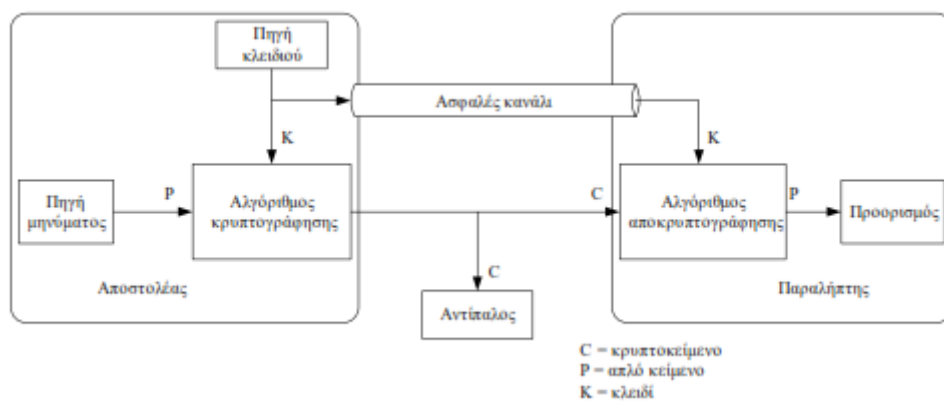 Πηγή
κλειδιού
Ασφαλές κανάλι
K
K
P
C
P
Πηγή
μηνύματος
Αλγόριθμος
κρυπτογράφησης
Αλγόριθμος
αποκρυπτογράφησης
Προορισμός
C
Αποστολέας
Παραλήπτης
Αντίπαλος
C = κρυπτοκείμενο
P = απλό κείμενο
K = κλειδί